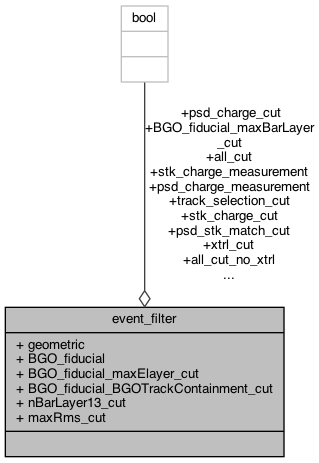 bool
+psd_charge_cut
+BGO_fiducial_maxBarLayer
_cut
+all_cut
+stk_charge_measurement
+psd_charge_measurement
+track_selection_cut
+stk_charge_cut
+psd_stk_match_cut
+xtrl_cut
+all_cut_no_xtrl
...
event_filter
+ geometric
+ BGO_fiducial
+ BGO_fiducial_maxElayer_cut
+ BGO_fiducial_BGOTrackContainment_cut
+ nBarLayer13_cut
+ maxRms_cut